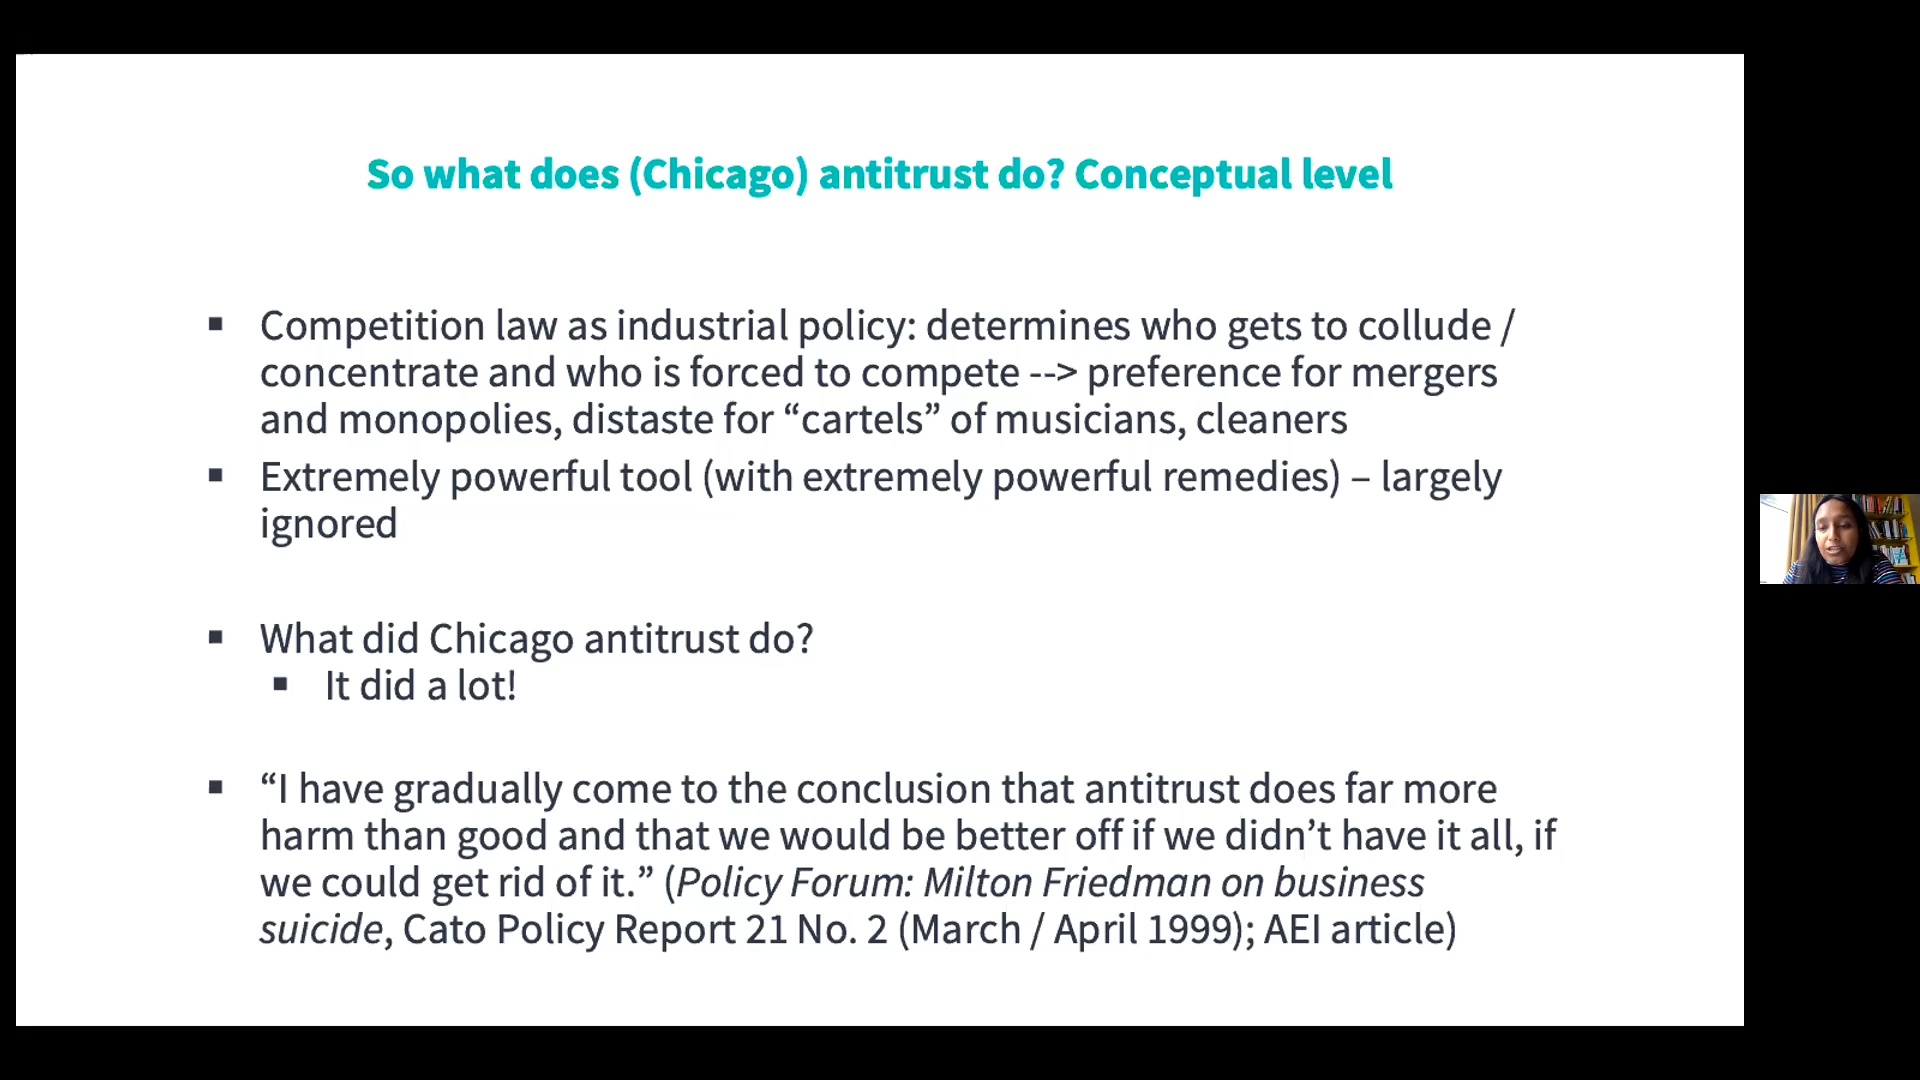 So what does (Chicago) antitrust do? Conceptual level
▪ Competition law as industrial policy: determines who gets to collude /
concentrate and who is forced to compete --> preference for mergers
and monopolies, distaste for “cartels” of musicians, cleaners
▪ Extremely powerful tool (with extremely powerful remedies) – largely
ignored
▪ What did Chicago antitrust do?
▪ It did a lot!
▪ “I have gradually come to the conclusion that antitrust does far more
harm than good and that we would be better off if we didn’t have it all, if
we could get rid of it.” (Policy Forum: Milton Friedman on business
suicide, Cato Policy Report 21 No. 2 (March / April 1999); AEI article)